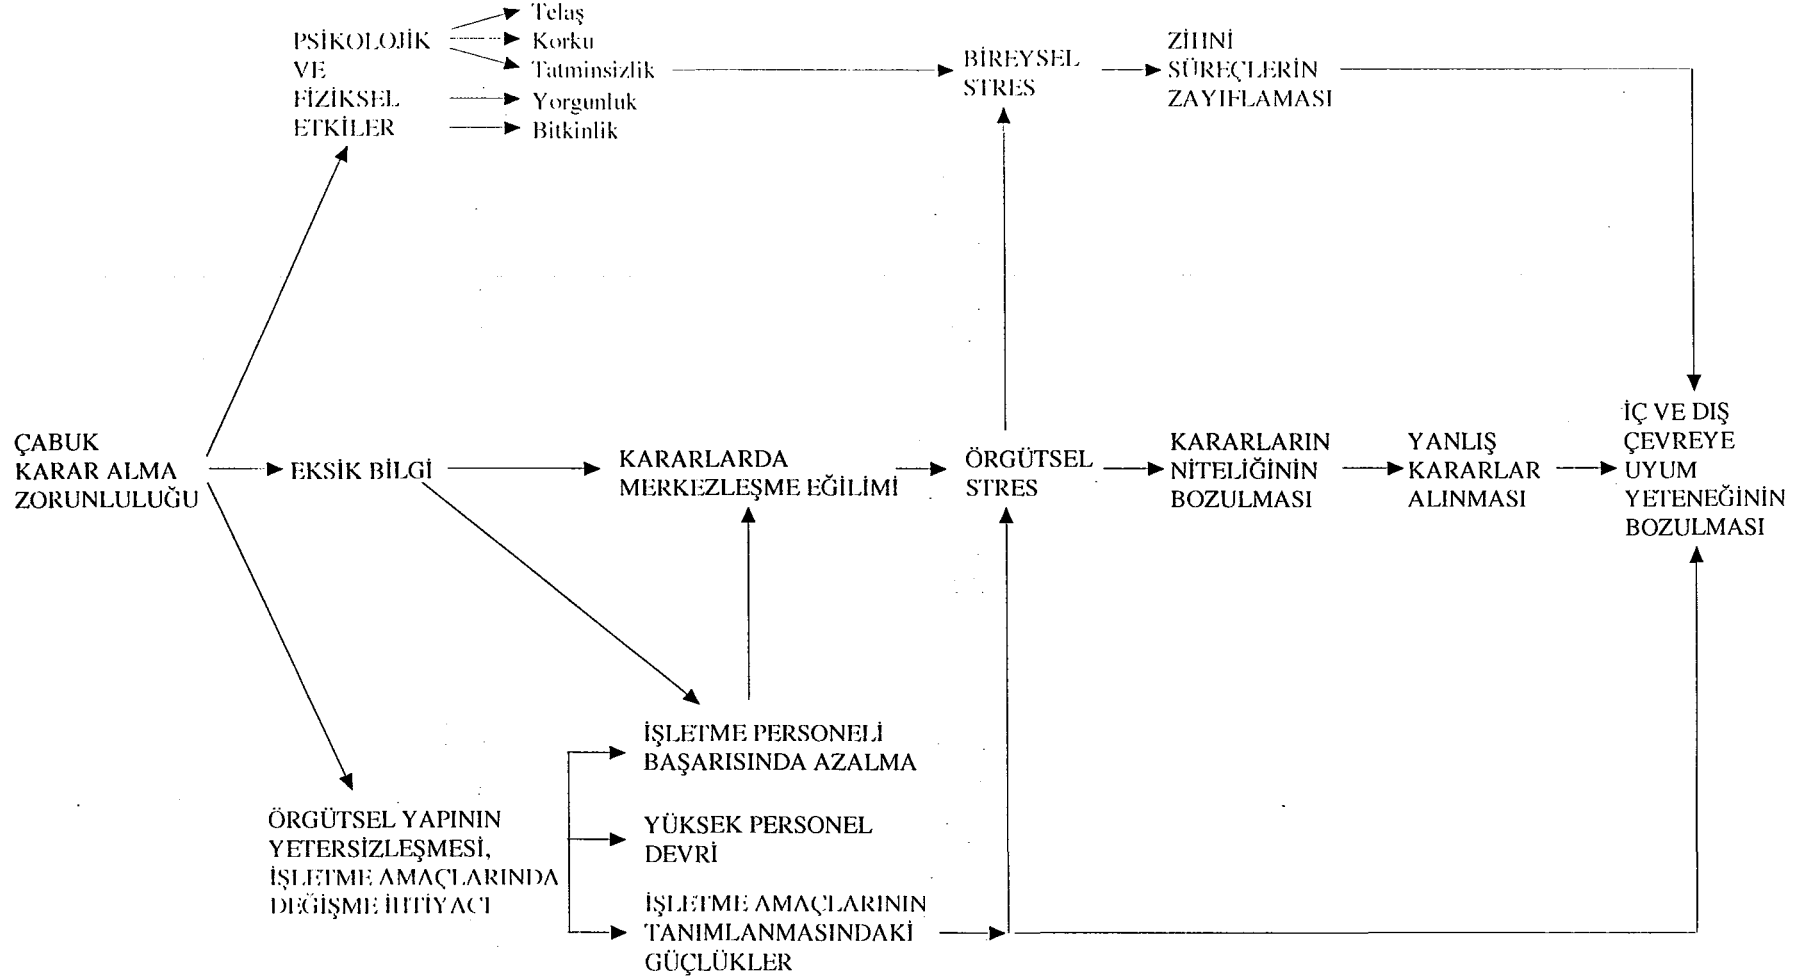 PSİKOLOJİK
VE
FİZİKSEL
ETKİLER
Telaş
Korku
Tatminsizlik
Yorgunluk
Bitkinlik
BİREYSEL
STRES
ZİHNİ
SÜREÇLERİN
ZAYIFLAMASI
ÇABUK
KARAR ALMA
ZORUNLULUĞU
EKSİK BİLGİ
KARARLARDA
MERKEZLEŞME EĞİLİMİ
ÖRGÜTSEL
STRES
KARARLARIN
NİTELİĞİNİN
BOZULMASI
YANLIŞ
KARARLAR
ALINMASI
İÇ VE DIŞ
ÇEVREYE
UYUM
YETENEĞİNİN
BOZULMASI
ÖRGÜTSEL YAPININ
YETERSİZLEŞMESİ,
İŞLETME AMAÇLARINDA
DEĞİŞME İHTİYACI
İŞLETME PERSONELİ
BAŞARISINDA AZALMA
YÜKSEK PERSONEL
DEVRİ
İŞLETME AMAÇLARININ
TANIMLANMASINDAKİ
GÜÇLÜKLER